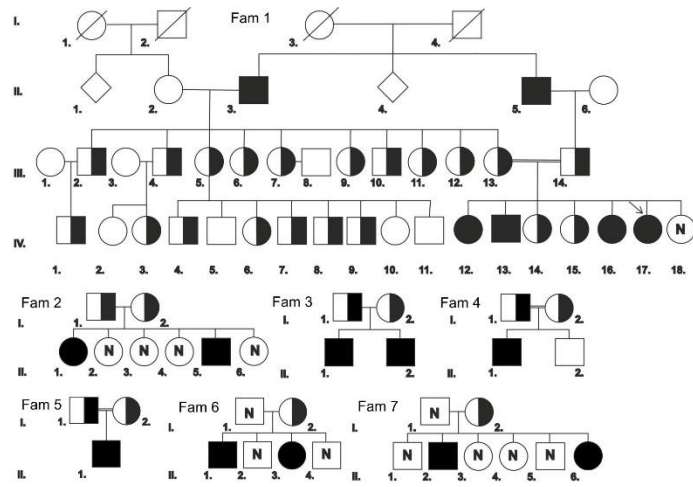 Fam 1
I.
1. 2. 3. 4.
II.
1. 2. 3. 4. 5. 6.
III.
1. 2. 3. 4. 5. 6. 7. 8. 9. 10. 11. 12. 13. 14.
IV.
N
1. 2. 3. 4. 5. 6. 7. 8. 9. 10. 11. 12. 13. 14. 15. 16. 17. 18.
Fam 2
I.
1. 2.
N N N N
II.
1. 2. 3. 4. 5. 6.
Fam 3
I.
1. 2.
II.
1. 2.
Fam 4
I.
1. 2.
II.
1. 2.
Fam 5
I.
1. 2.
II.
1.
Fam 6
I.
N
1. 2.
N N
II.
1. 2. 3. 4.
Fam 7
I.
N
1. 2.
N N N N
II.
1. 2. 3. 4. 5. 6.